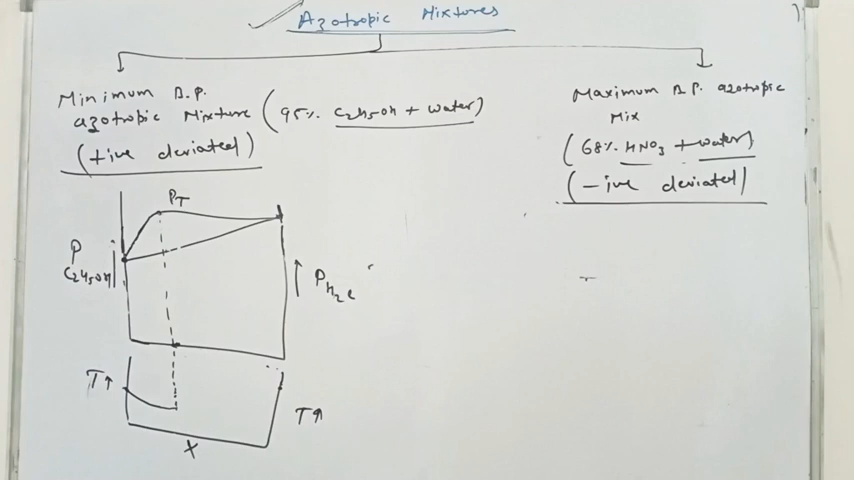 Azotropic Mixtures
Minimum B.P.
azotropic Mixture (95% C2H5OH + water)
(+ive deviated)
Maximum B.P. azotropic
Mix
(68% HNO3 + water)
(-ive deviated)
PT
P
C2H5OH
↑ PH2O
T↑
T↑
X